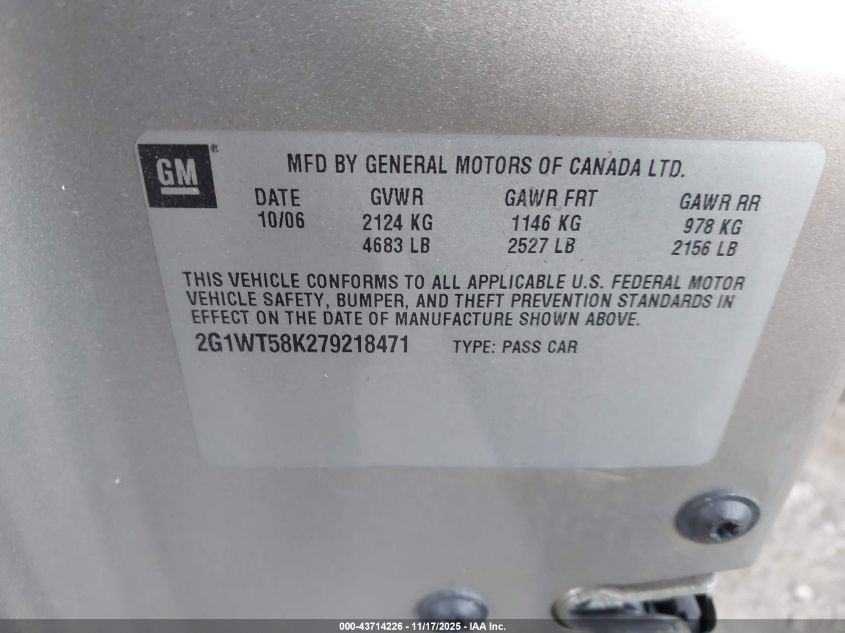 GM®
MFD BY GENERAL MOTORS OF CANADA LTD.
DATE GVWR GAWR FRT GAWR RR
10/06 2124 KG 1146 KG 978 KG
4683 LB 2527 LB 2156 LB
THIS VEHICLE CONFORMS TO ALL APPLICABLE U.S. FEDERAL MOTOR
VEHICLE SAFETY, BUMPER, AND THEFT PREVENTION STANDARDS IN
EFFECT ON THE DATE OF MANUFACTURE SHOWN ABOVE.
2G1WT58K279218471 TYPE: PASS CAR
000-43714226 - 11/17/2025 - IAA Inc.